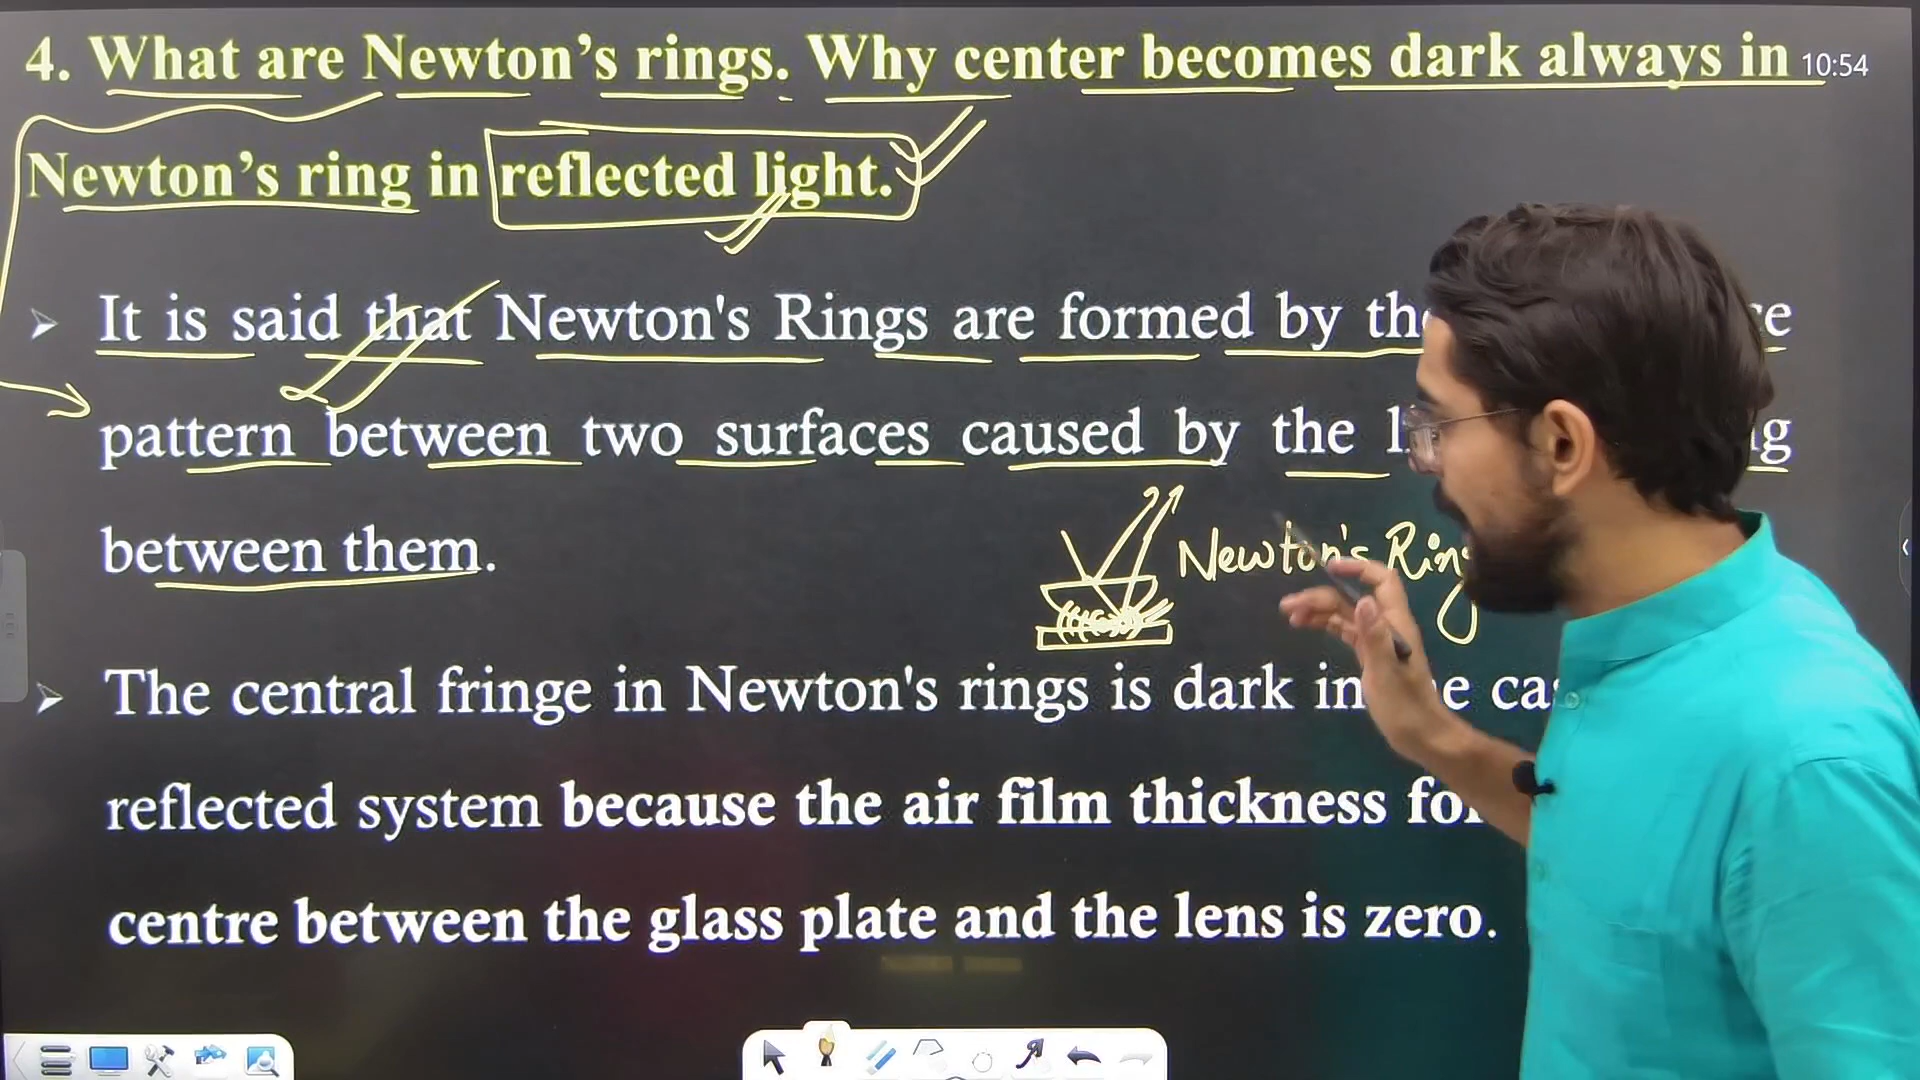 4. What are Newton's rings. Why center becomes dark always in
10:54
Newton's ring in reflected light.
It is said that Newton's Rings are formed by the
pattern between two surfaces caused by the
between them.
Newton's Ring
The central fringe in Newton's rings is dark in
reflected system because the air film thickness for
centre between the glass plate and the lens is zero.